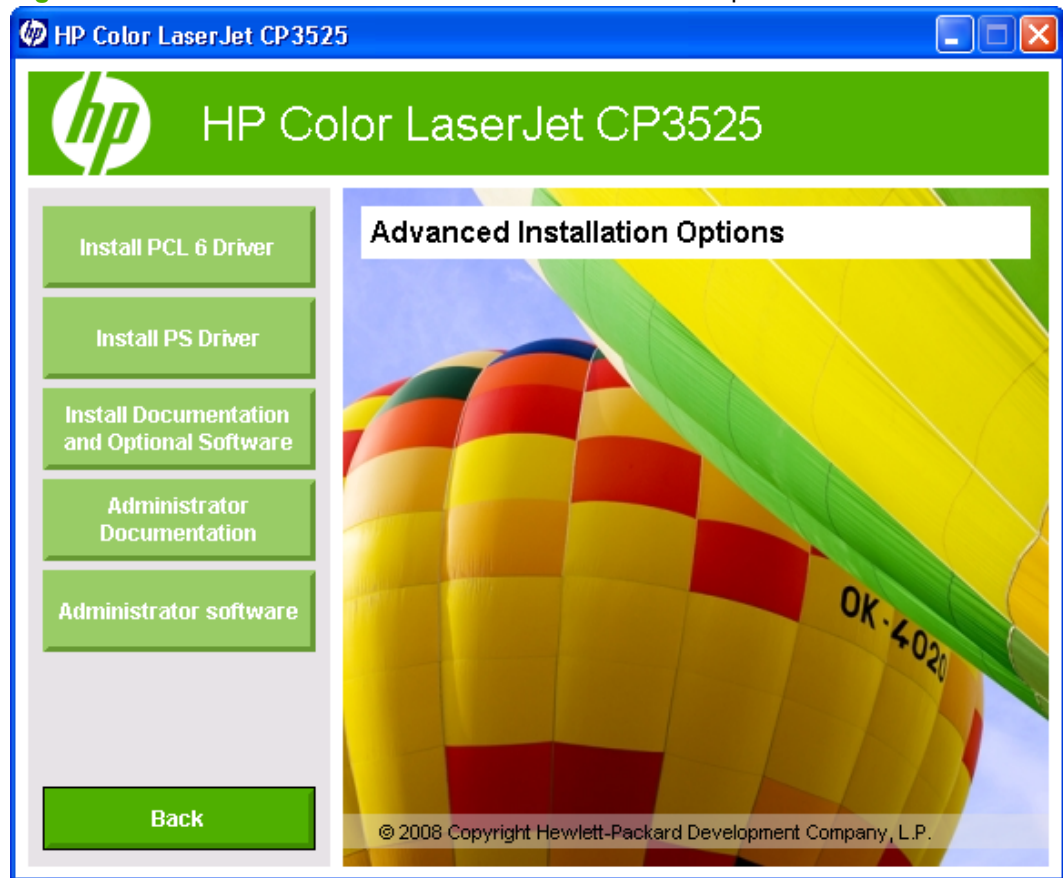 HP Color LaserJet CP3525
hp
HP Color LaserJet CP3525
Install PCL 6 Driver
Install PS Driver
Install Documentation
and Optional Software
Administrator
Documentation
Administrator software
Back
Advanced Installation Options
OK-4020
© 2008 Copyright Hewlett-Packard Development Company, L.P.